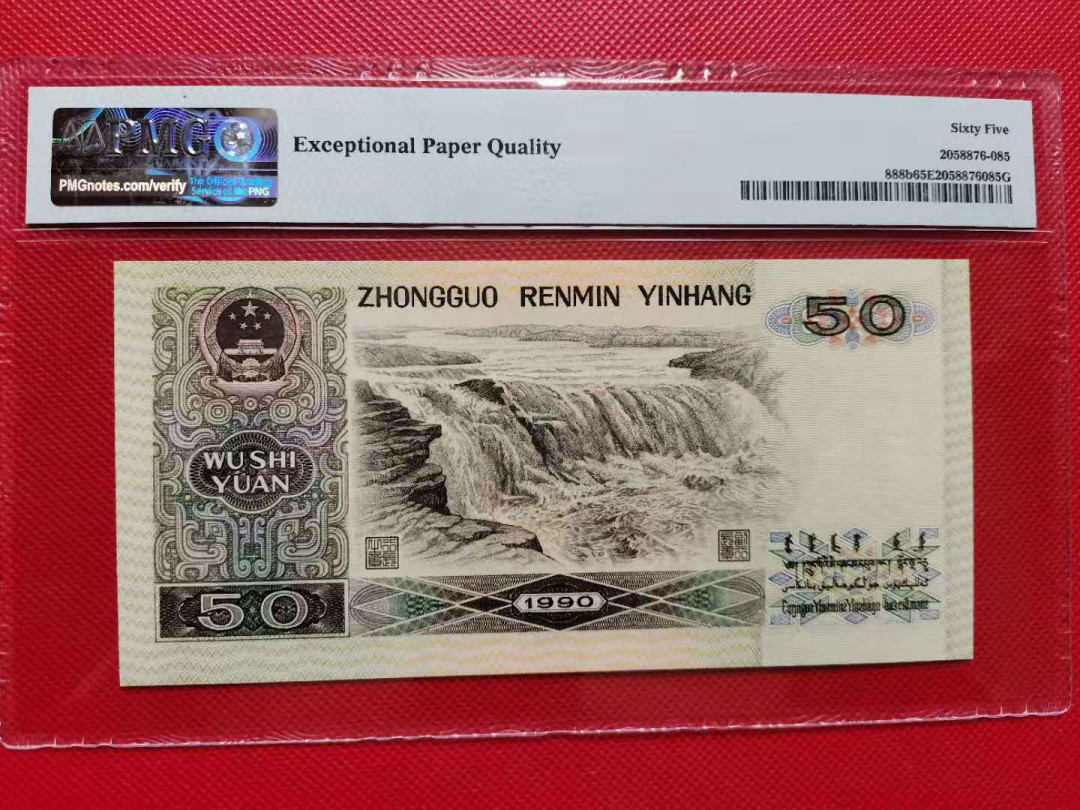 PMG
PMGnotes.com/verify
The Official Grading
Service of the PNG
Exceptional Paper Quality
Sixty Five
2058876-085
888b65E2058876085G
ZHONGGUO RENMIN YINHANG
50
WU SHI
YUAN
50
1990